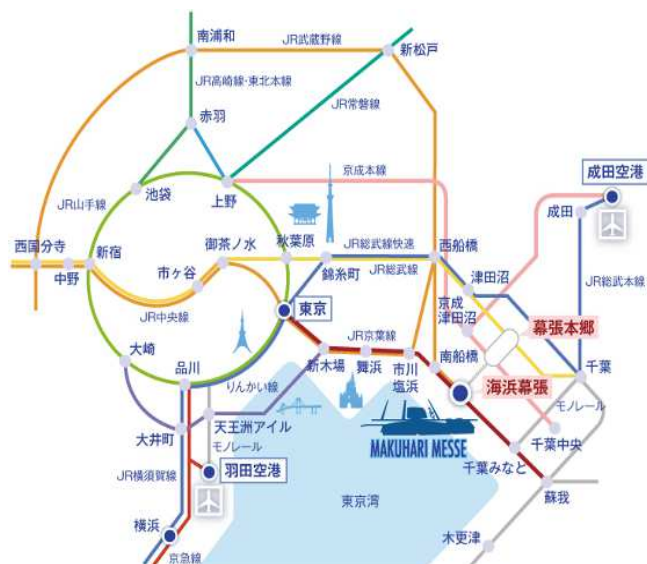 南浦和
JR武蔵野線
新松戸
JR高崎線・東北本線
赤羽
JR常磐線
京成本線
成田空港
池袋
上野
成田
JR山手線
西国分寺
中野
新宿
御茶ノ水
秋葉原
JR総武線快速
西船橋
市ヶ谷
錦糸町
JR総武線
津田沼
JR総武本線
JR中央線
東京
京成
津田沼
幕張本郷
JR京葉線
大崎
品川
りんかい線
新木場
舞浜
市川
塩浜
南船橋
海浜幕張
千葉
モノレール
大井町
天王洲アイル
MAKUHARI MESSE
千葉中央
モノレール
千葉みなと
JR横須賀線
羽田空港
蘇我
東京湾
横浜
木更津
京急線